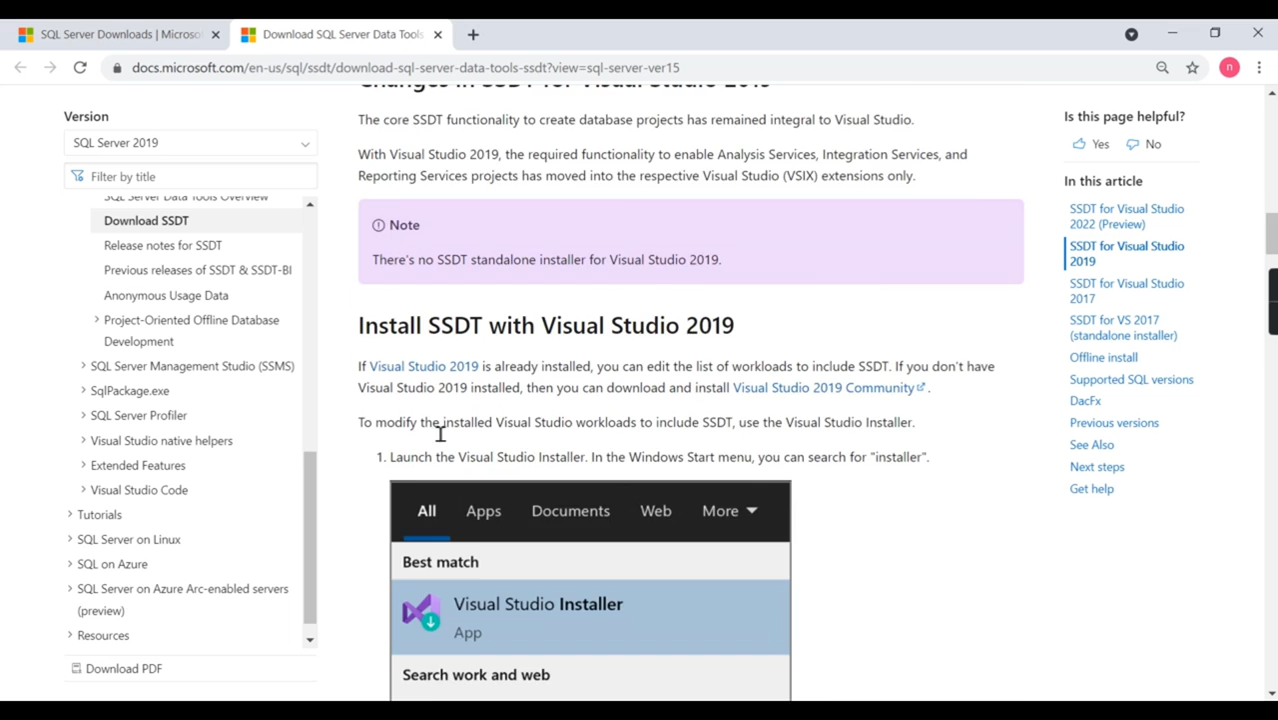 SQL Server Downloads | Microso
Download SQL Server Data Tools
docs.microsoft.com/en-us/sql/ssdt/download-sql-server-data-tools-ssdt?view=sql-server-ver15
n
Version
SQL Server 2019
Filter by title
SQL Server Data Tools Overview
Download SSDT
Release notes for SSDT
Previous releases of SSDT & SSDT-BI
Anonymous Usage Data
Project-Oriented Offline Database
Development
SQL Server Management Studio (SSMS)
SqlPackage.exe
SQL Server Profiler
Visual Studio native helpers
Extended Features
Visual Studio Code
Tutorials
SQL Server on Linux
SQL on Azure
SQL Server on Azure Arc-enabled servers
(preview)
Resources
Download PDF
Changes in SSDT for Visual Studio 2019
The core SSDT functionality to create database projects has remained integral to Visual Studio.
With Visual Studio 2019, the required functionality to enable Analysis Services, Integration Services, and
Reporting Services projects has moved into the respective Visual Studio (VSIX) extensions only.
Note
There's no SSDT standalone installer for Visual Studio 2019.
Install SSDT with Visual Studio 2019
If Visual Studio 2019 is already installed, you can edit the list of workloads to include SSDT. If you don't have
Visual Studio 2019 installed, then you can download and install Visual Studio 2019 Community.
To modify the installed Visual Studio workloads to include SSDT, use the Visual Studio Installer.
1. Launch the Visual Studio Installer. In the Windows Start menu, you can search for "installer".
All Apps Documents Web More
Best match
Visual Studio Installer
App
Search work and web
Is this page helpful?
Yes No
In this article
SSDT for Visual Studio
2022 (Preview)
SSDT for Visual Studio
2019
SSDT for Visual Studio
2017
SSDT for VS 2017
(standalone installer)
Offline install
Supported SQL versions
DacFx
Previous versions
See Also
Next steps
Get help